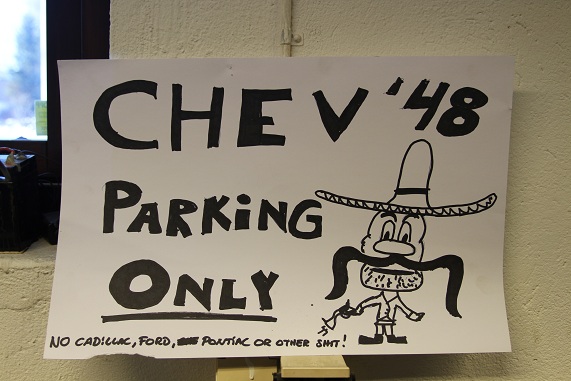 CHEV '48
PARKiNG
ONLY
NO CADILLAC, FORD, PONTIAC OR OTHER SHIT!